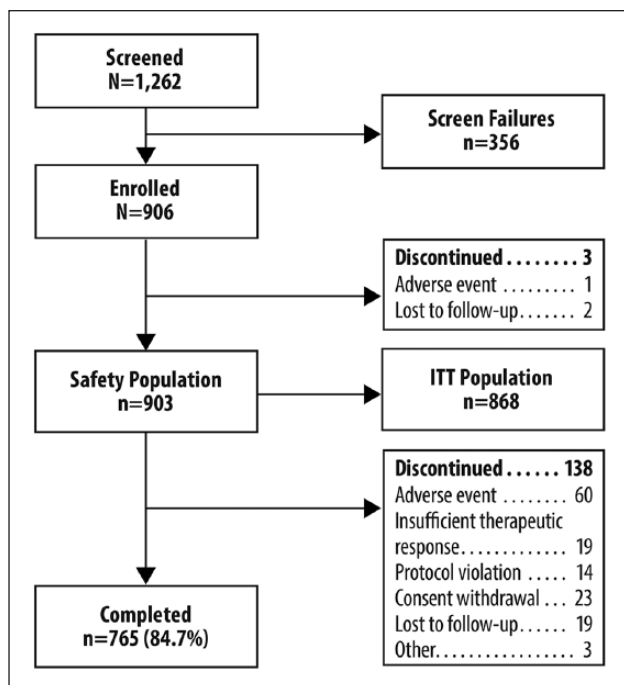 Screened
N=1,262
Screen Failures
n=356
Enrolled
N=906
Discontinued........ 3
Adverse event ......... 1
Lost to follow-up....... 2
Safety Population
n=903
ITT Population
n=868
Discontinued...... 138
Adverse event ........ 60
Insufficient therapeutic
response............. 19
Protocol violation ..... 14
Consent withdrawal ... 23
Lost to follow-up....... 19
Other................. 3
Completed
n=765 (84.7%)